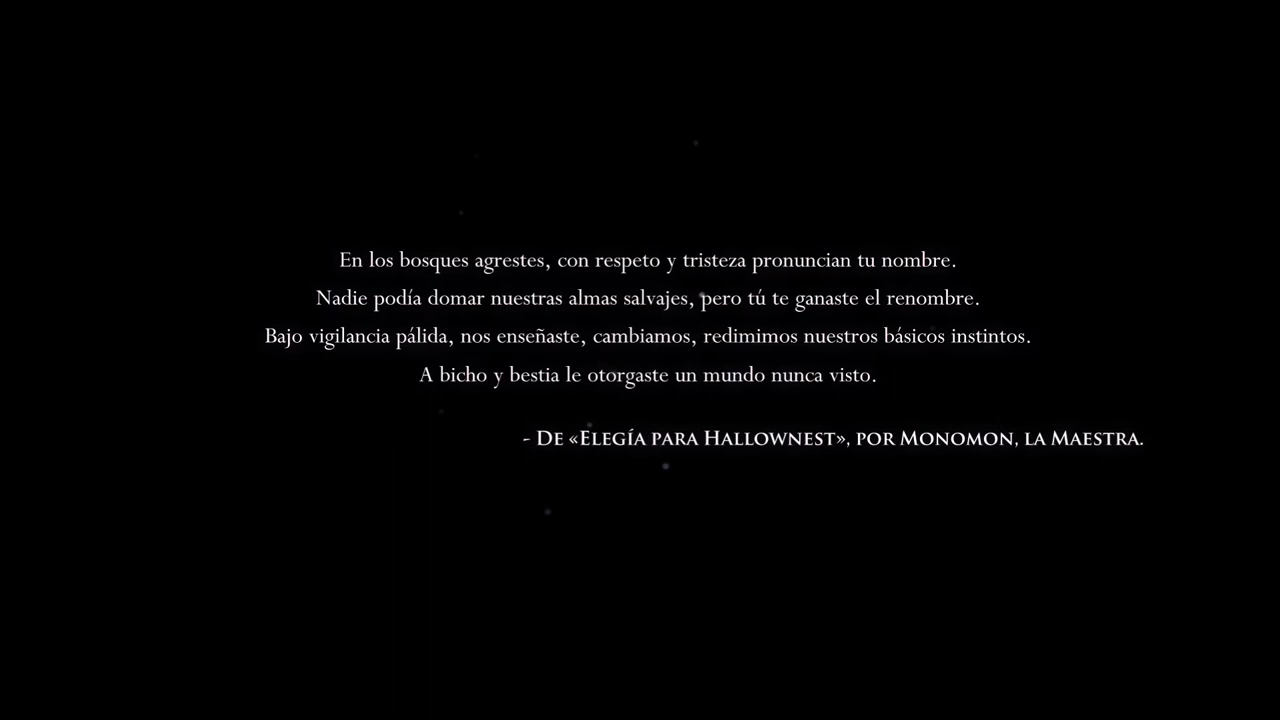 En los bosques agrestes, con respeto y tristeza pronuncian tu nombre.
Nadie podía domar nuestras almas salvajes, pero tú te ganaste el renombre.
Bajo vigilancia pálida, nos enseñaste, cambiamos, redimimos nuestros básicos instintos.
A bicho y bestia le otorgaste un mundo nunca visto.
- De «Elegía para Hallownest», por Monomon, la Maestra.